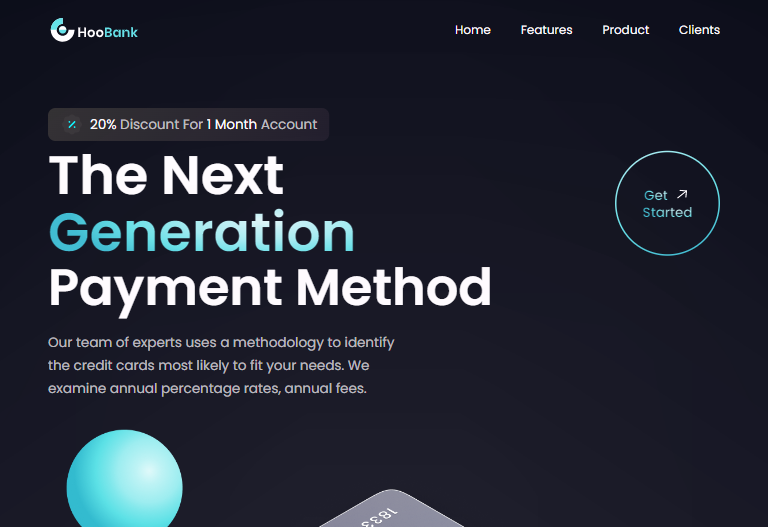 HooBank
Home Features Product Clients
20% Discount For 1 Month Account
The Next
Generation
Payment Method
Get
Started
Our team of experts uses a methodology to identify
the credit cards most likely to fit your needs. We
examine annual percentage rates, annual fees.
1833